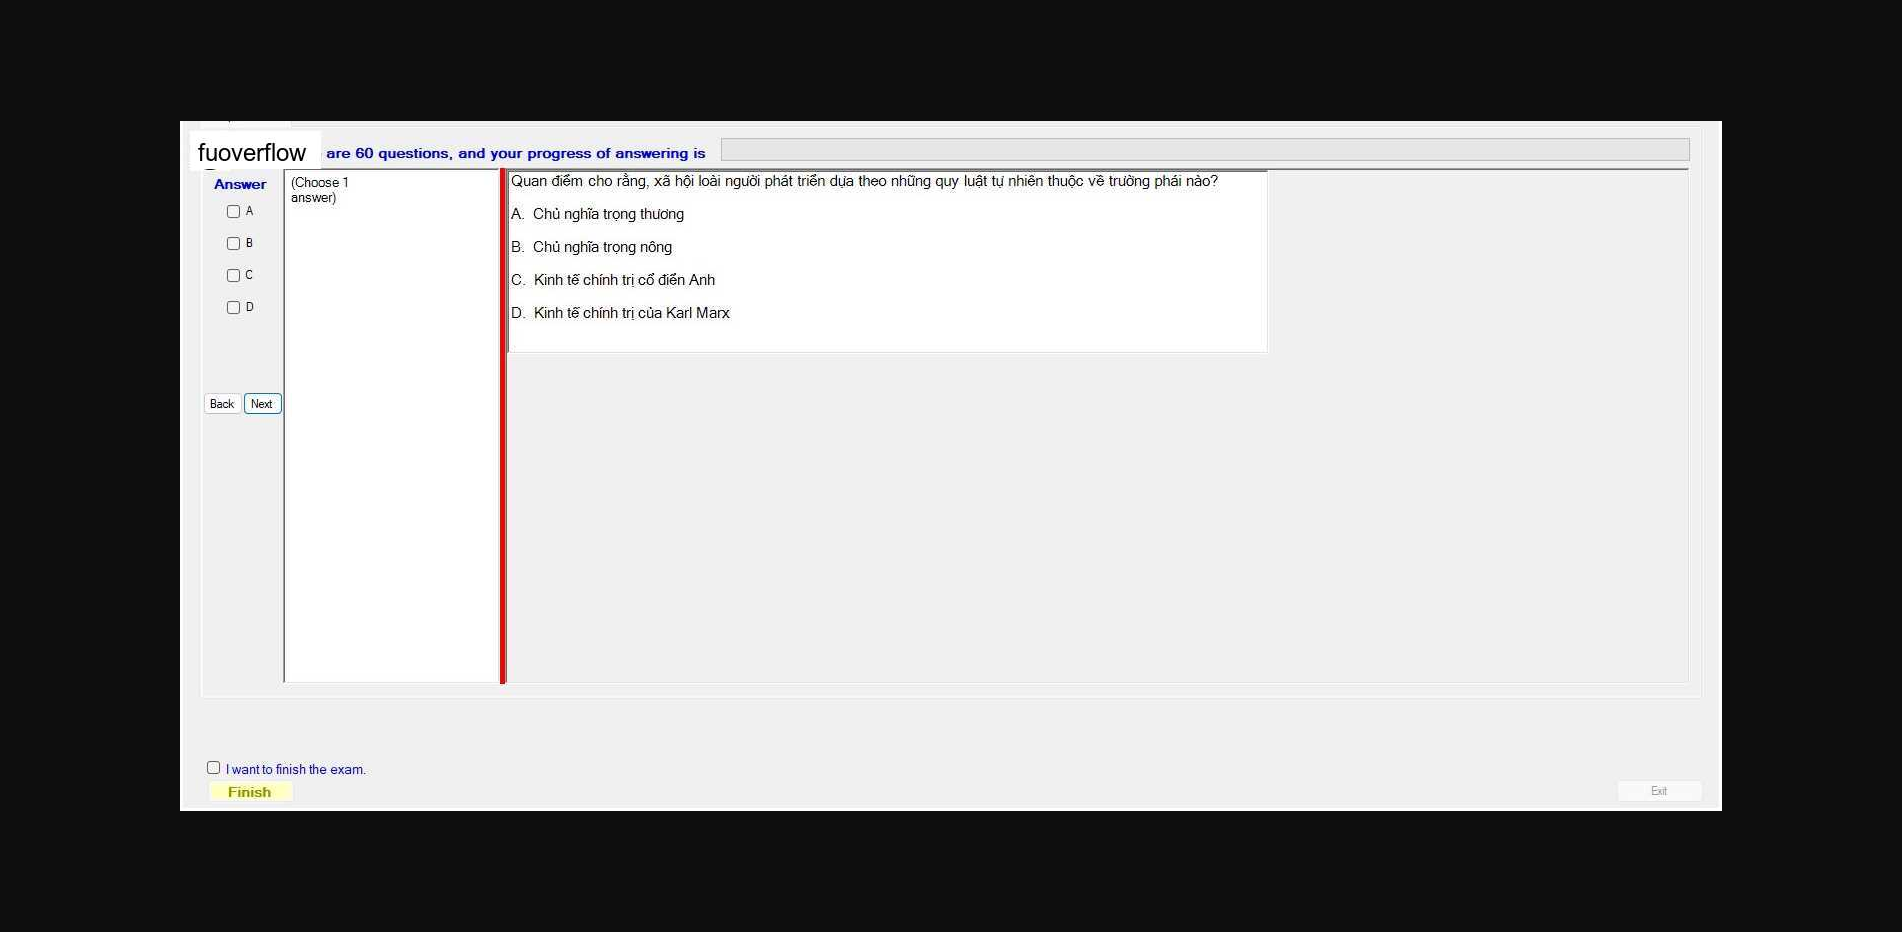 fuoverflow are 60 questions, and your progress of answering is
Answer
A
B
C
D
Back Next
(Choose 1
answer)
Quan điểm cho rằng, xã hội loài người phát triển dựa theo những quy luật tự nhiên thuộc về trường phái nào?
A. Chủ nghĩa trọng thương
B. Chủ nghĩa trọng nông
C. Kinh tế chính trị cổ điển Anh
D. Kinh tế chính trị của Karl Marx
I want to finish the exam.
Finish
Exit